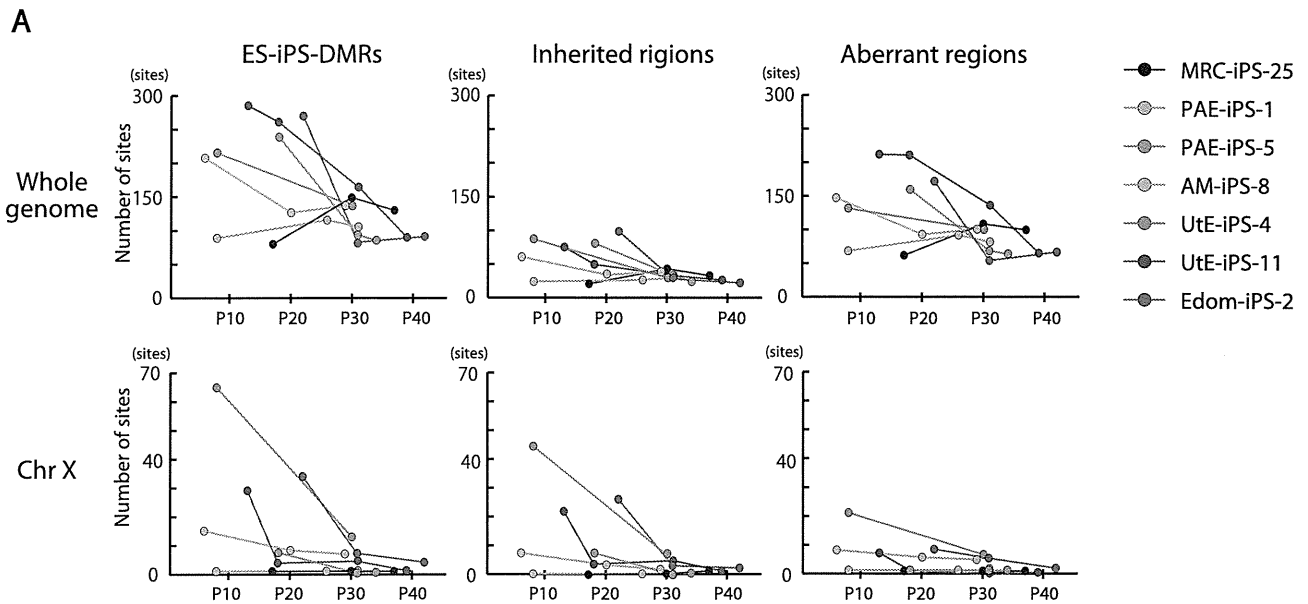 A
ES-iPS-DMRs
Inherited rigions
Aberrant regions
(sites)
(sites)
(sites)
300
300
300
150
150
150
0
0
0
Number of sites
Whole
genome
P10 P20 P30 P40
P10 P20 P30 P40
P10 P20 P30 P40
MRC-iPS-25
PAE-iPS-1
PAE-iPS-5
AM-iPS-8
UtE-iPS-4
UtE-iPS-11
Edom-iPS-2
(sites)
(sites)
(sites)
70
70
70
40
40
40
0
0
0
Number of sites
Chr X
P10 P20 P30 P40
P10 P20 P30 P40
P10 P20 P30 P40